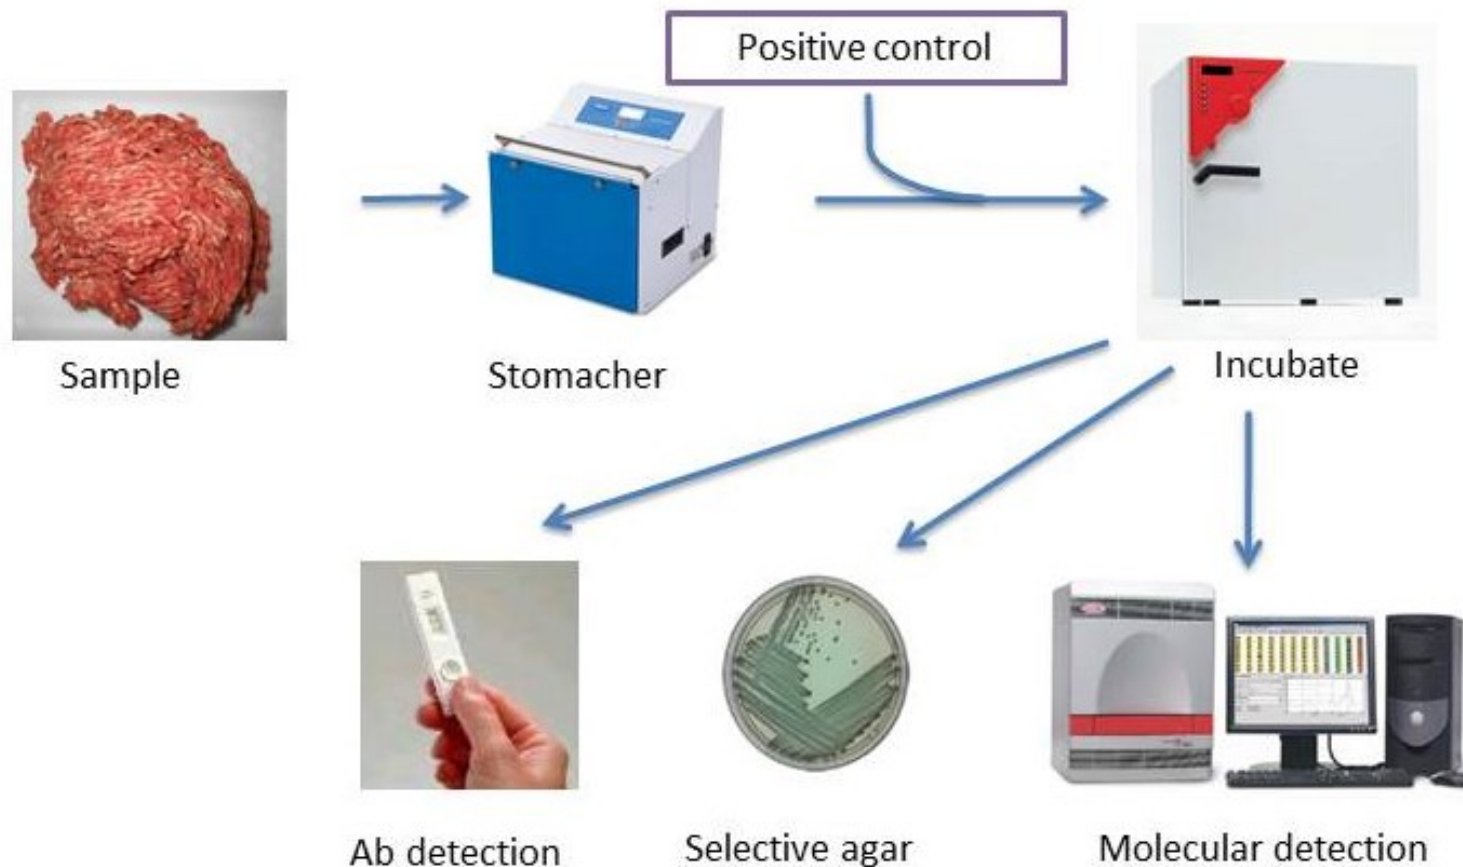 Positive control
Sample
Stomacher
Incubate
Ab detection
Selective agar
Molecular detection